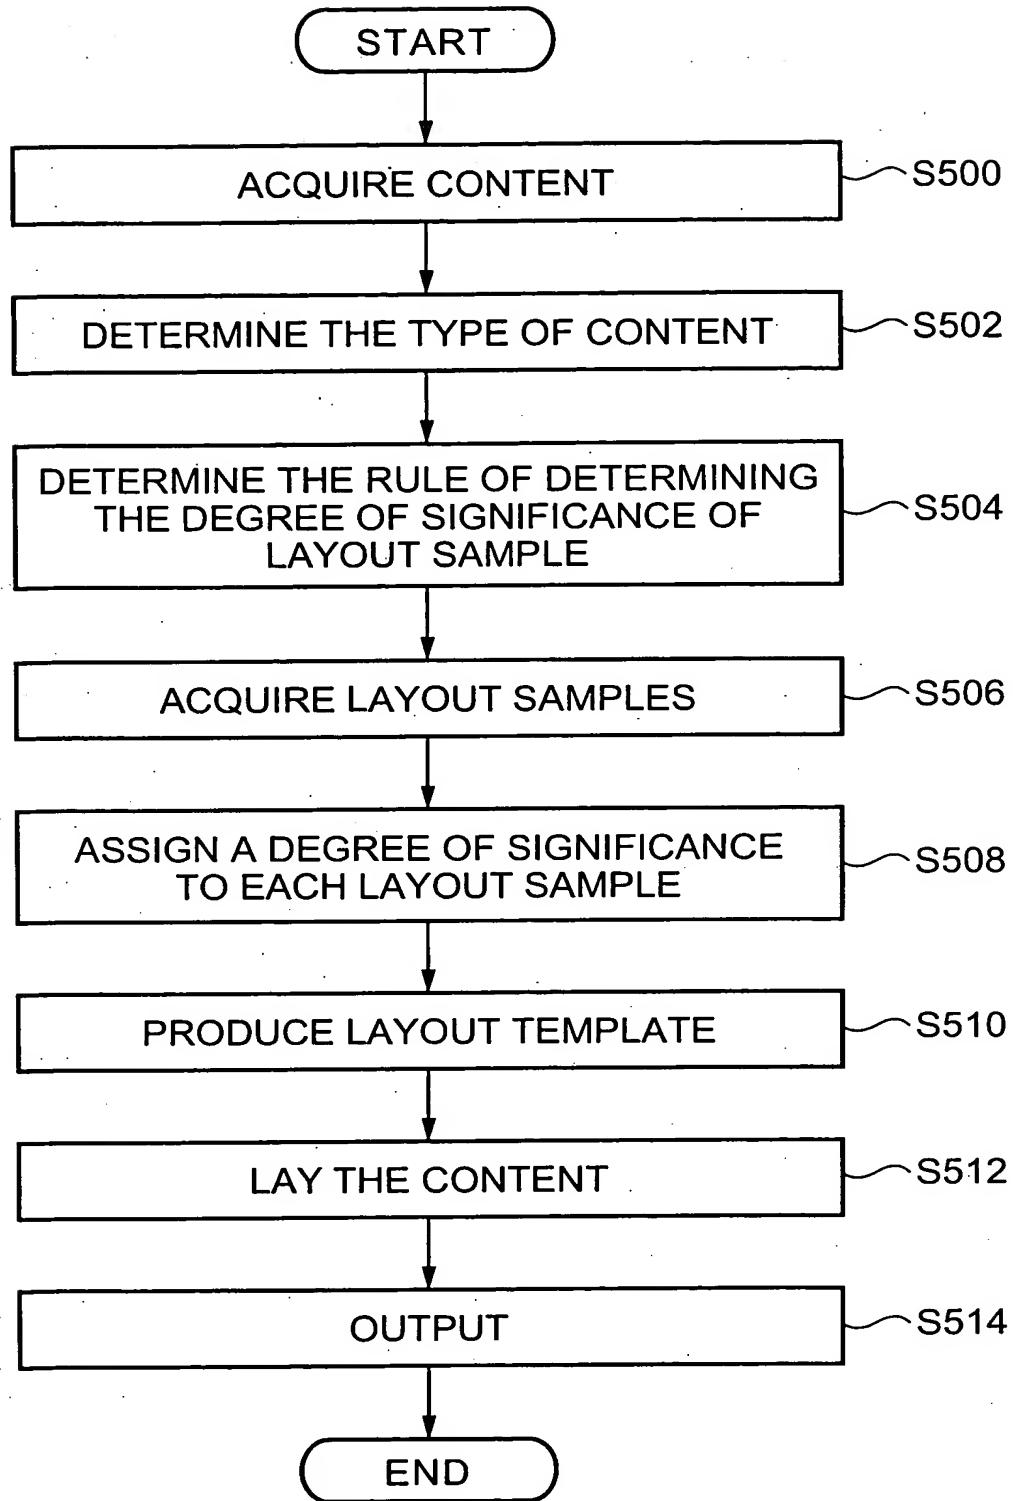 START
ACQUIRE CONTENT
S500
DETERMINE THE TYPE OF CONTENT
S502
DETERMINE THE RULE OF DETERMINING
THE DEGREE OF SIGNIFICANCE OF
LAYOUT SAMPLE
S504
ACQUIRE LAYOUT SAMPLES
S506
ASSIGN A DEGREE OF SIGNIFICANCE
TO EACH LAYOUT SAMPLE
S508
PRODUCE LAYOUT TEMPLATE
S510
LAY THE CONTENT
S512
OUTPUT
S514
END